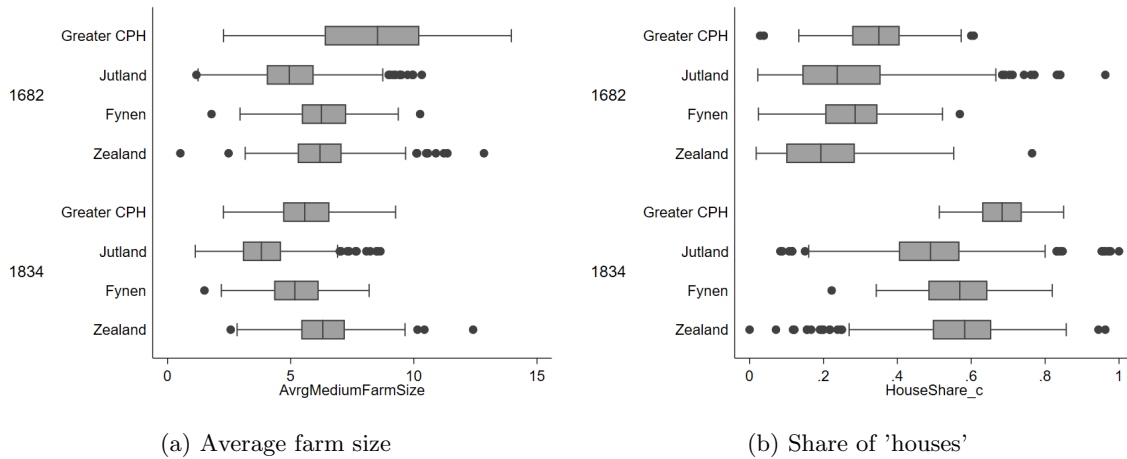 Greater CPH
Jutland
1682
Fynen
Zealand
Greater CPH
Jutland
1834
Fynen
Zealand
0 5 10 15
AvrgMediumFarmSize
(a) Average farm size
Greater CPH
Jutland
1682
Fynen
Zealand
Greater CPH
Jutland
1834
Fynen
Zealand
0 .2 .4 .6 .8 1
HouseShare_c
(b) Share of ’houses’